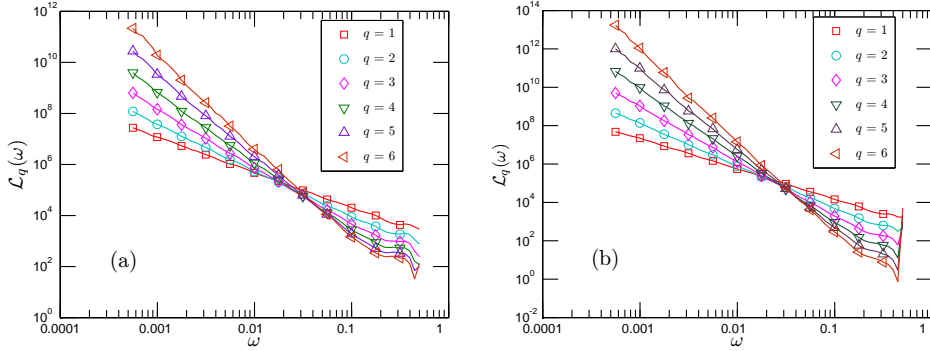 10^12
10^10
10^8
10^6
10^4
10^2
10^0
ℒ_q(ω)
q = 1
q = 2
q = 3
q = 4
q = 5
q = 6
(a)
0.0001 0.001 0.01 0.1 1
ω
10^14
10^12
10^10
10^8
10^6
10^4
10^2
10^0
10^-2
ℒ_q(ω)
q = 1
q = 2
q = 3
q = 4
q = 5
q = 6
(b)
0.0001 0.001 0.01 0.1 1
ω